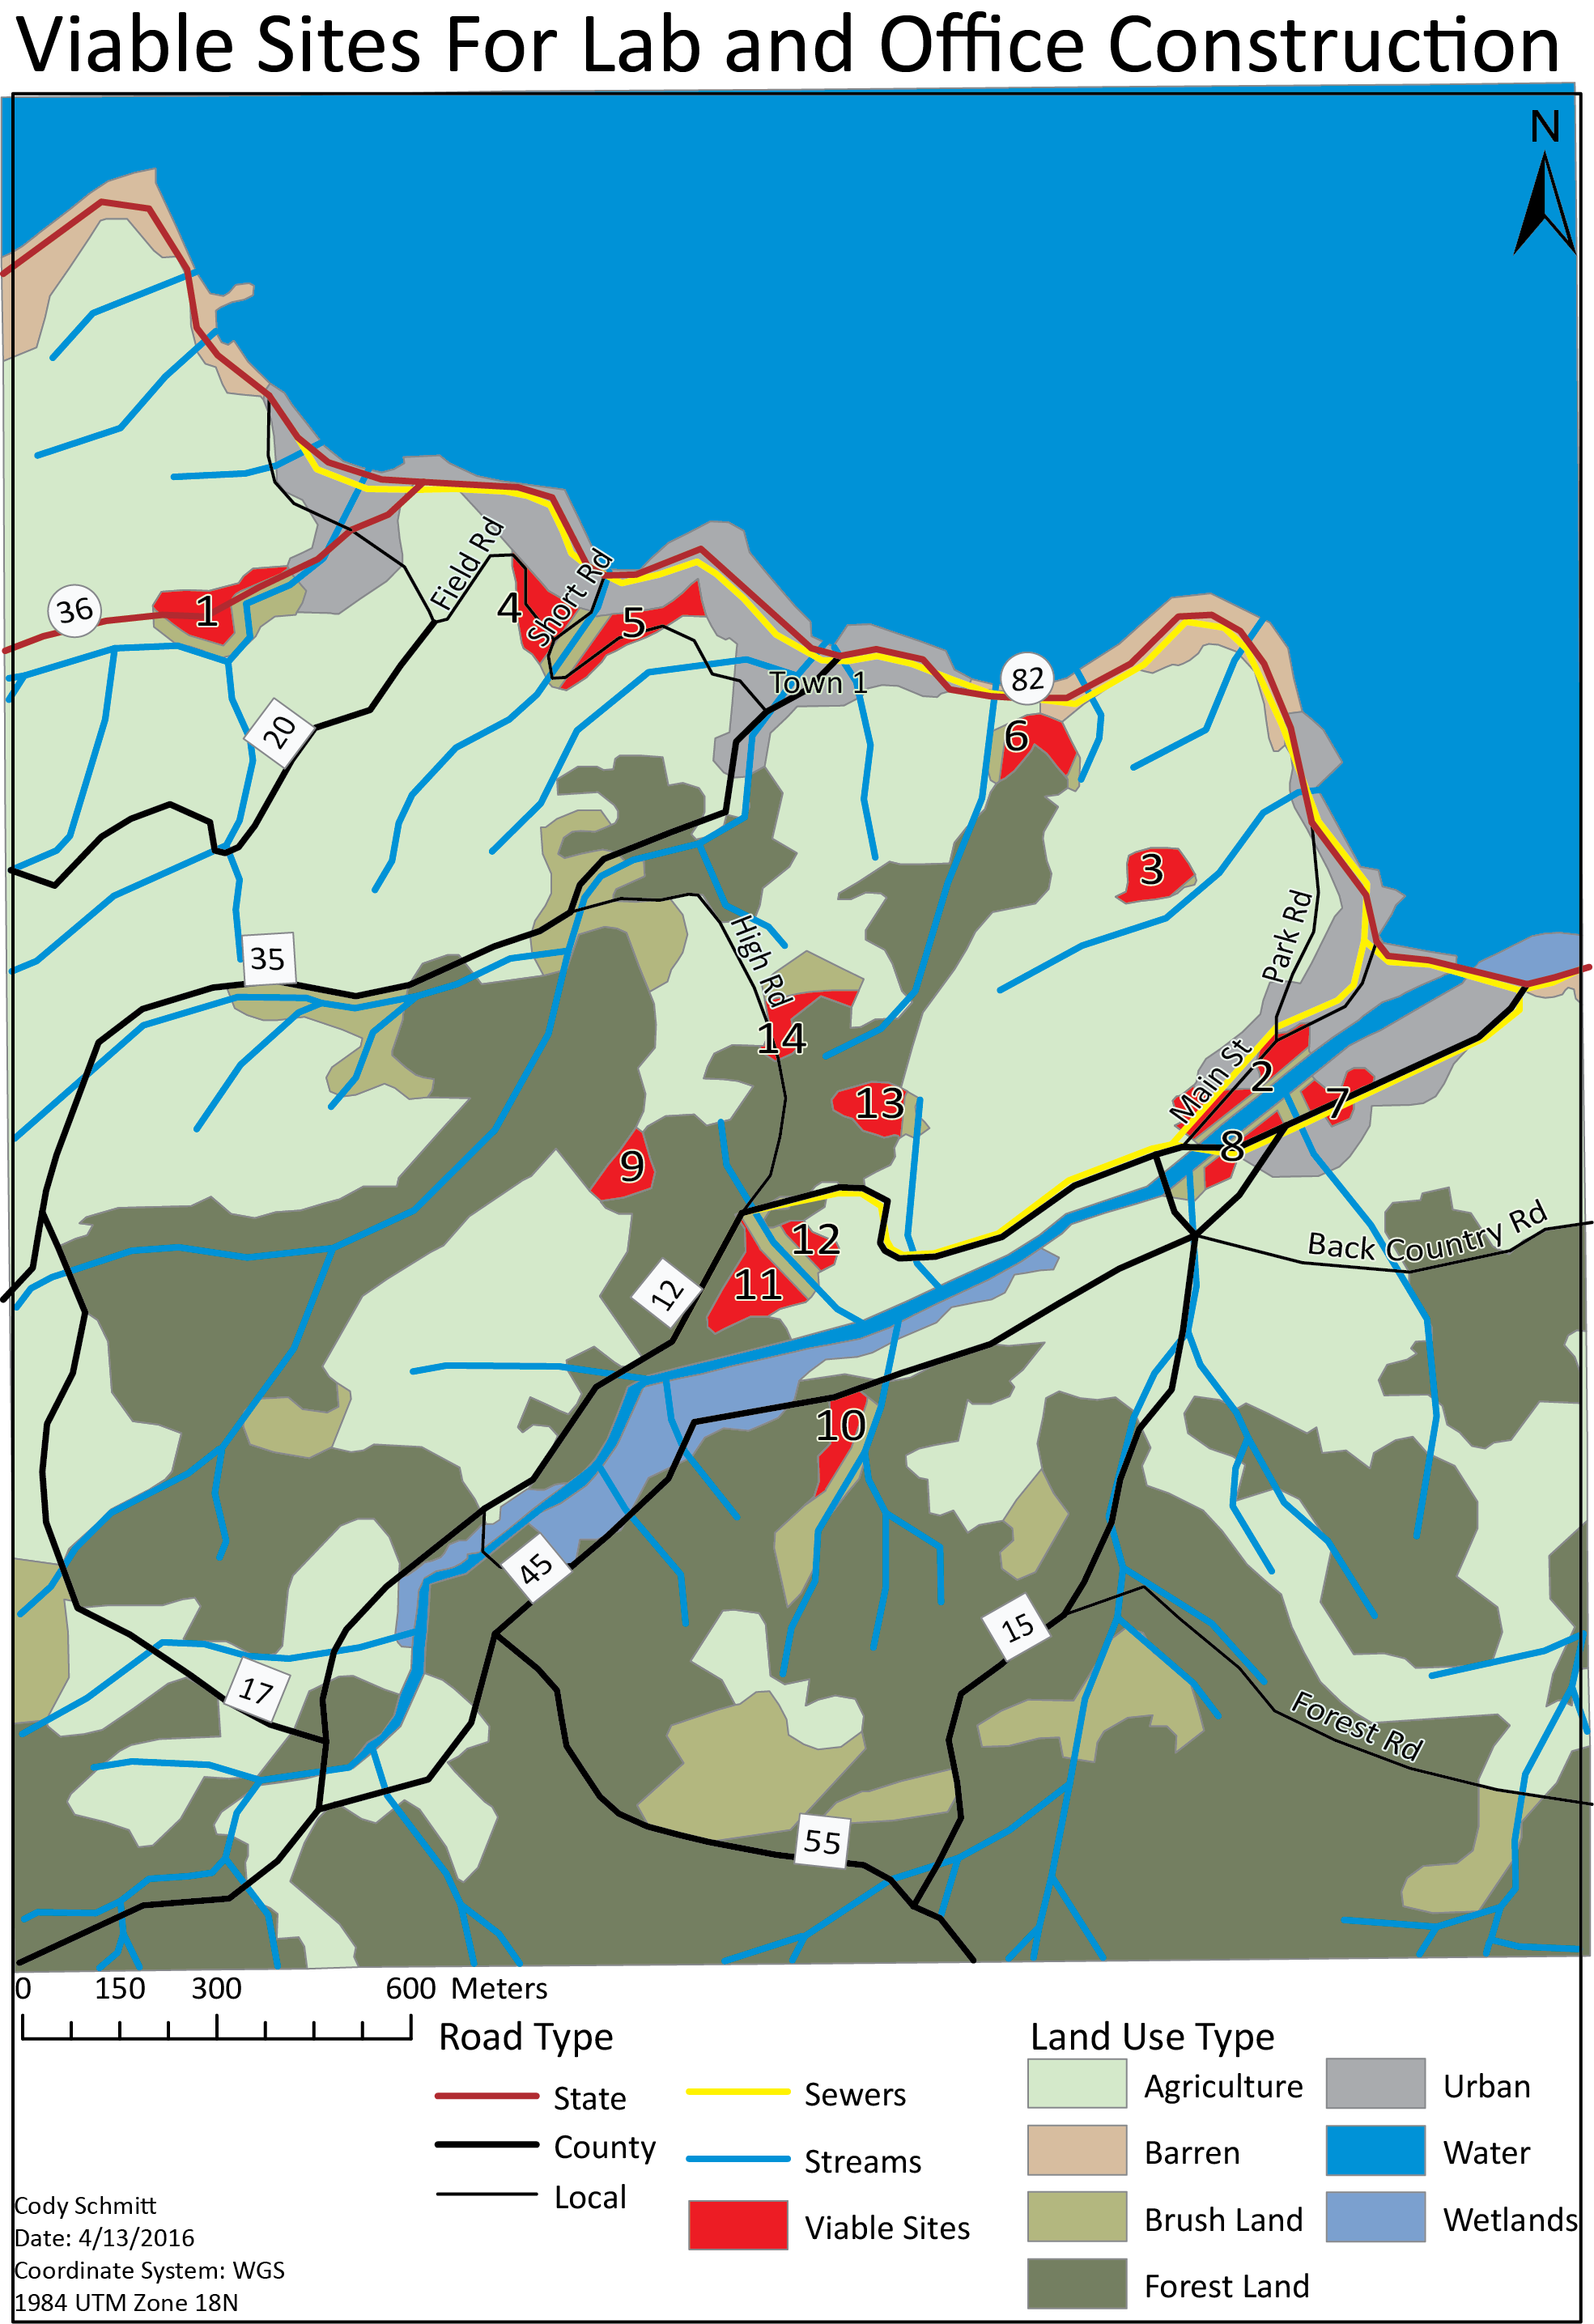 Viable Sites For Lab and Office Construction
N
36
1
Field Rd
4
Short Rd
5
Town 1
82
6
20
3
35
High Rd
14
Park Rd
13
Main St
2
7
8
9
12
12
11
Back Country Rd
10
45
15
17
Forest Rd
55
0 150 300 600 Meters
Road Type
State
County
Local
Sewers
Streams
Viable Sites
Land Use Type
Agriculture
Barren
Brush Land
Forest Land
Urban
Water
Wetlands
Cody Schmitt
Date: 4/13/2016
Coordinate System: WGS
1984 UTM Zone 18N